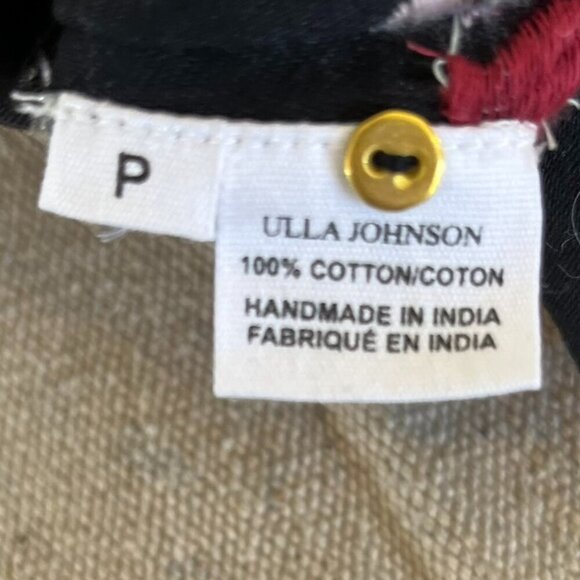 P
ULLA JOHNSON
100% COTTON/COTON
HANDMADE IN INDIA
FABRIQUÉ EN INDIA